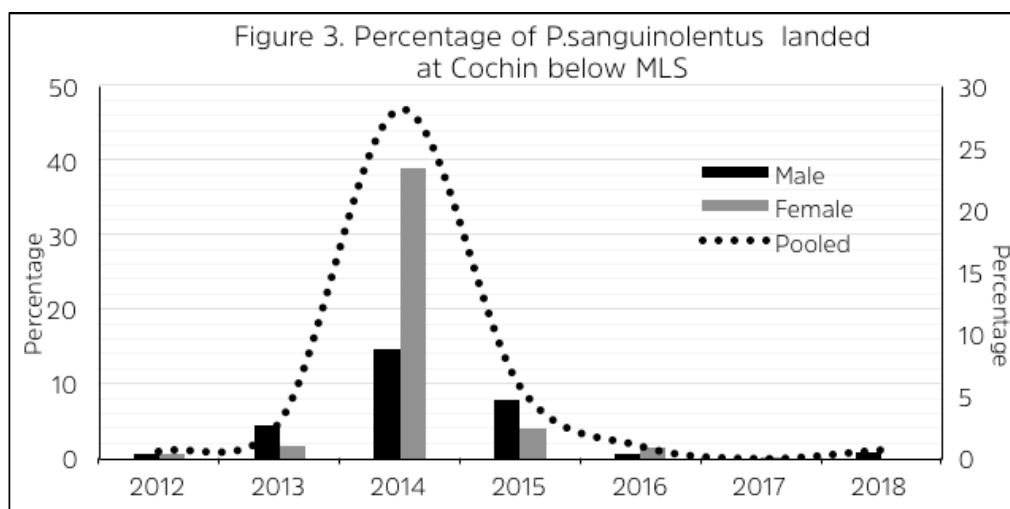 Figure 3. Percentage of P.sanguinolentus landed
at Cochin below MLS
50
40
30
20
10
0
Percentage
30
25
20
15
10
5
0
Percentage
Male
Female
Pooled
2012 2013 2014 2015 2016 2017 2018